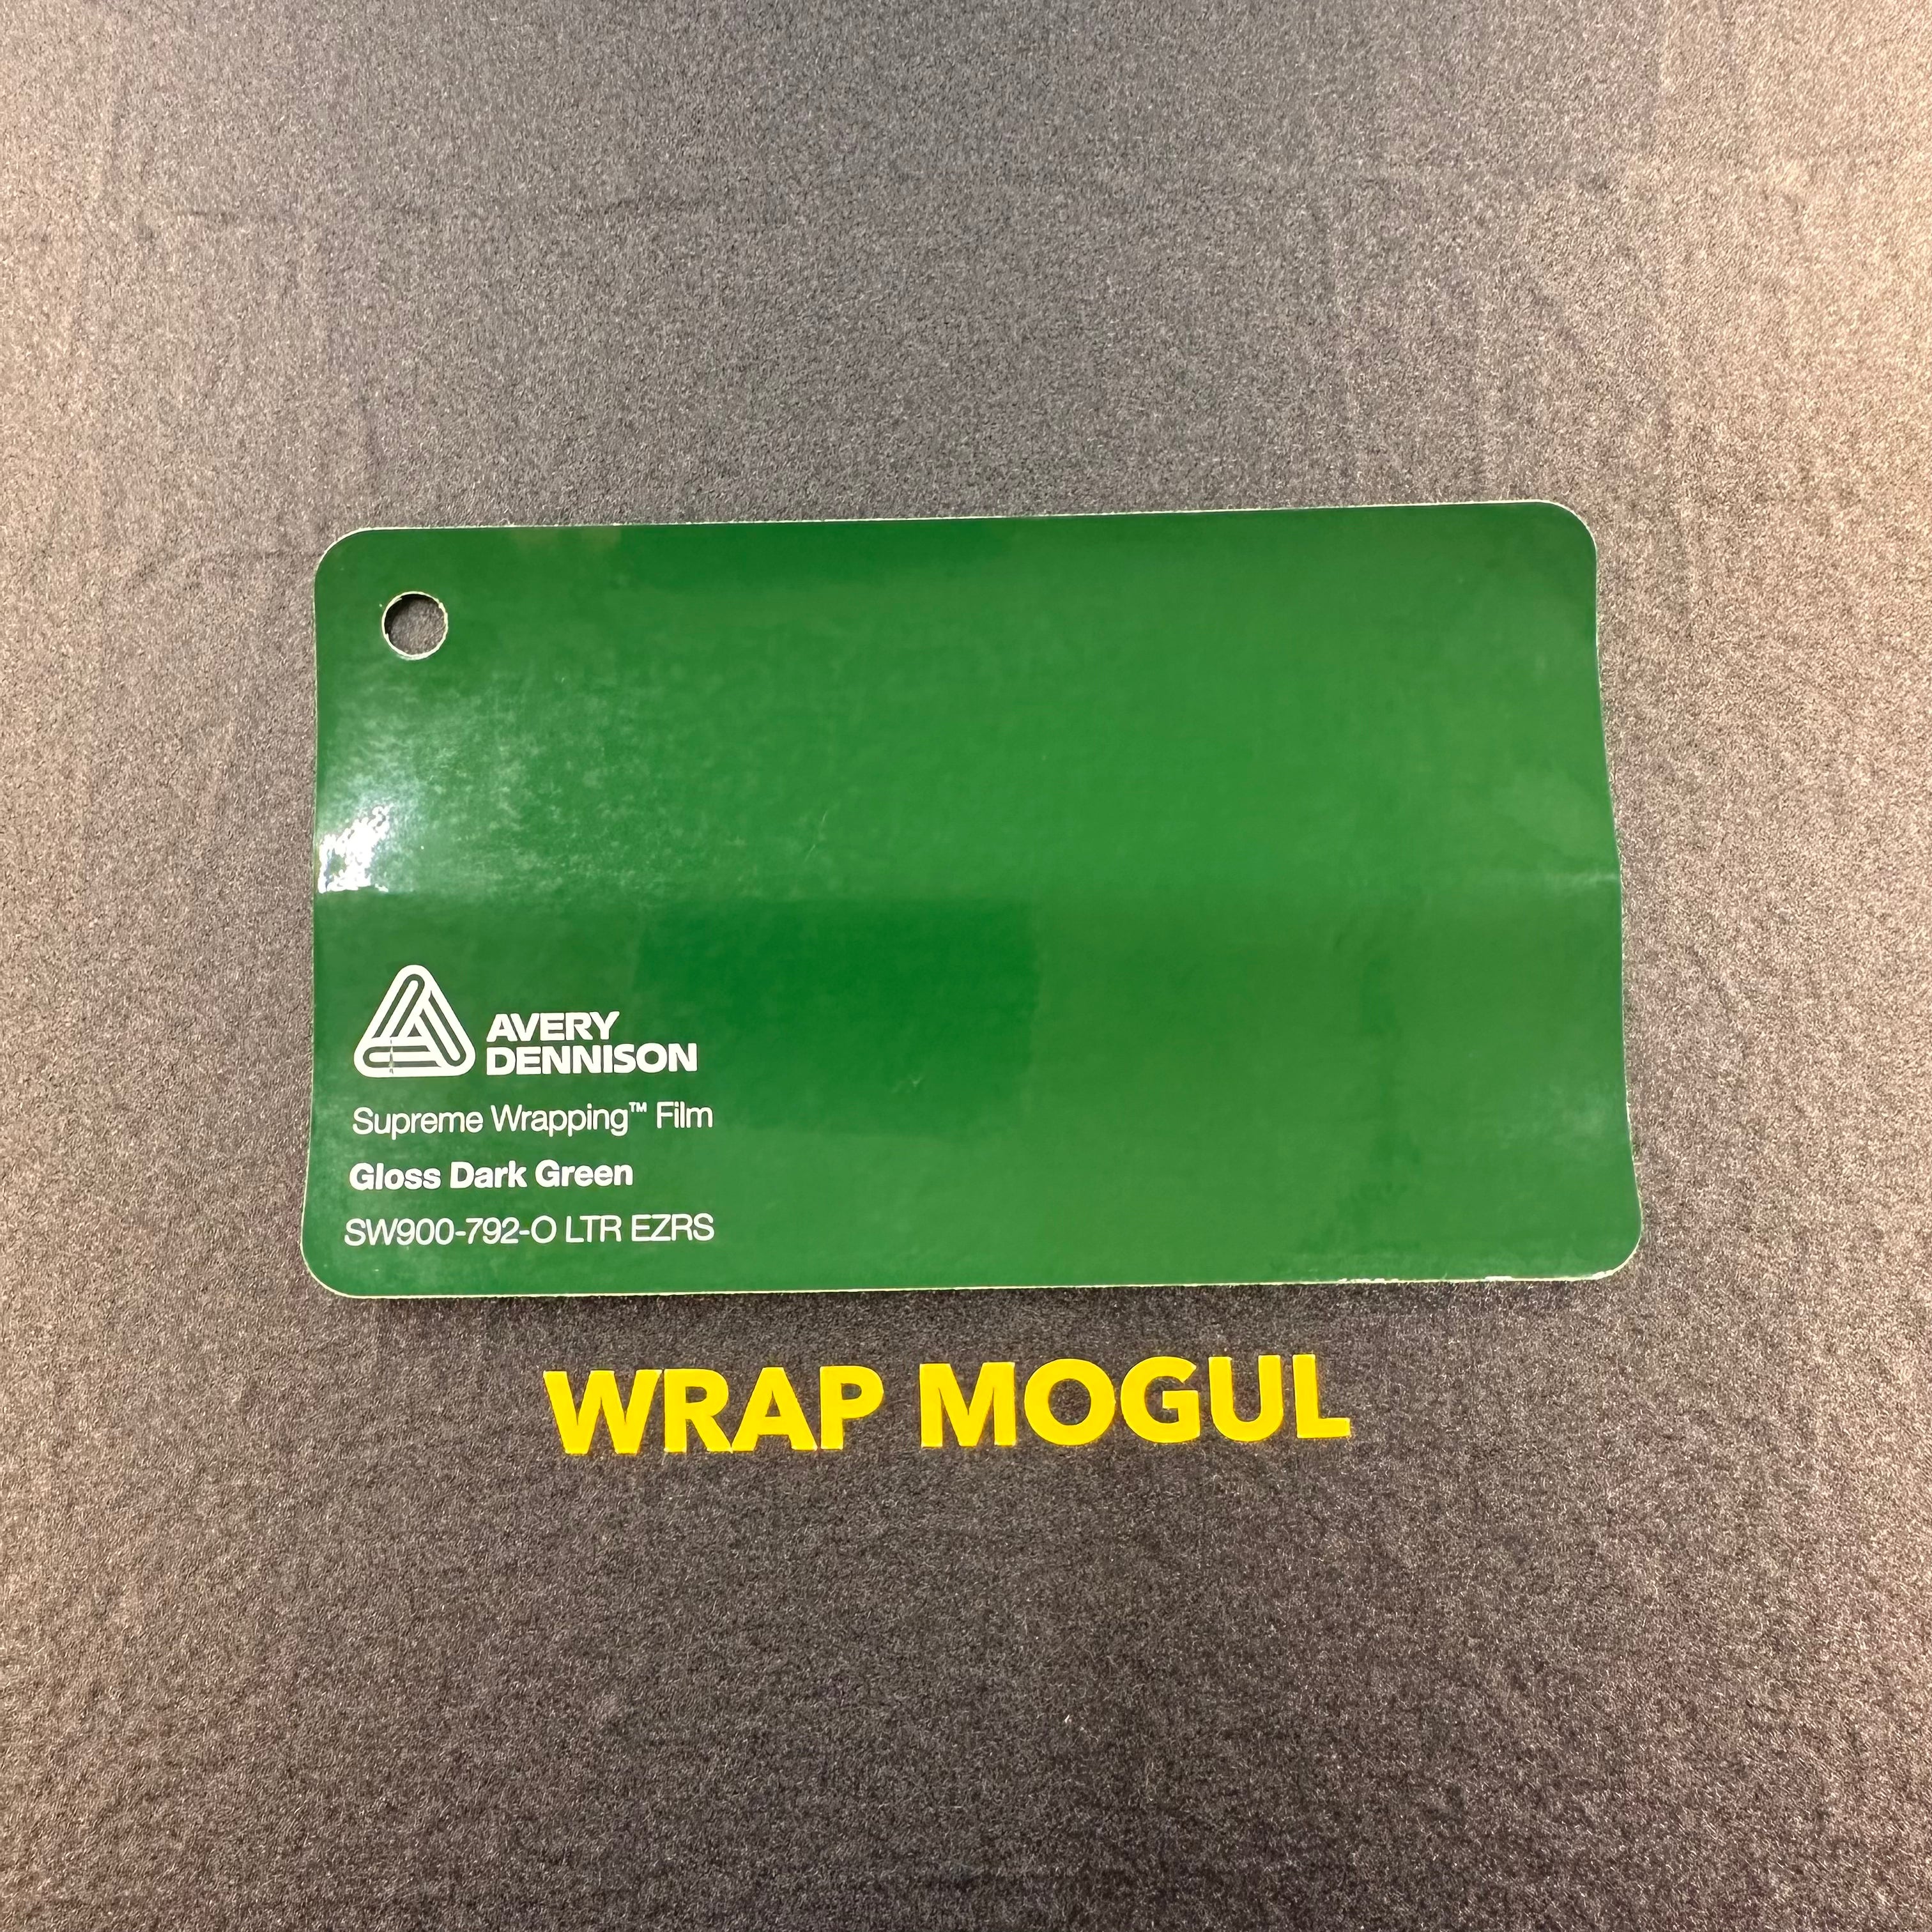 AVERY
DENNISON
Supreme Wrapping™ Film
Gloss Dark Green
SW900-792-O LTR EZRS
WRAP MOGUL